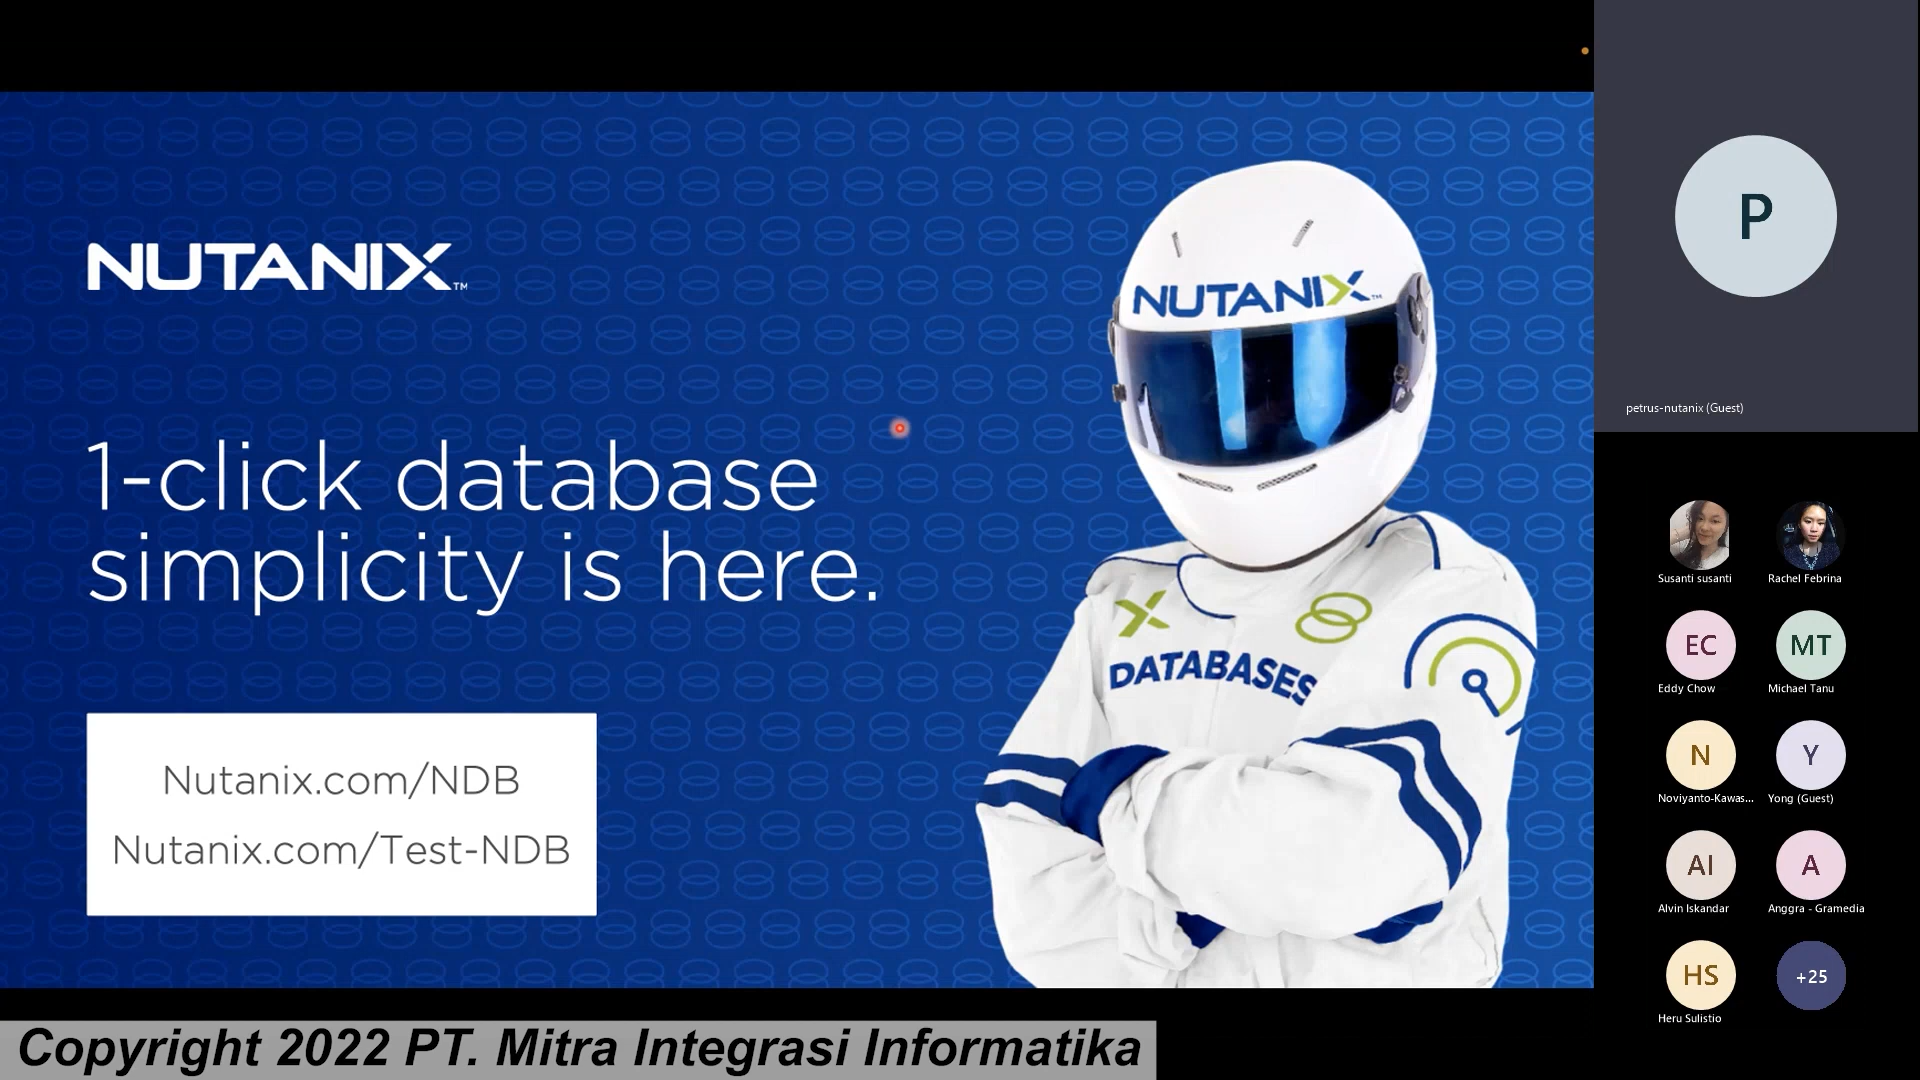 NUTANIX™
1-click database
simplicity is here.
Nutanix.com/NDB
Nutanix.com/Test-NDB
NUTANIX™
X
DATABASES
P
petrus-nutanix (Guest)
Susanti susanti
Rachel Febrina
EC
MT
Eddy Chow
Michael Tanu
N
Y
Noviyanto-Kawas...
Yong (Guest)
AI
A
Alvin Iskandar
Anggra - Gramedia
HS
+25
Heru Sulistio
Copyright 2022 PT. Mitra Integrasi Informatika